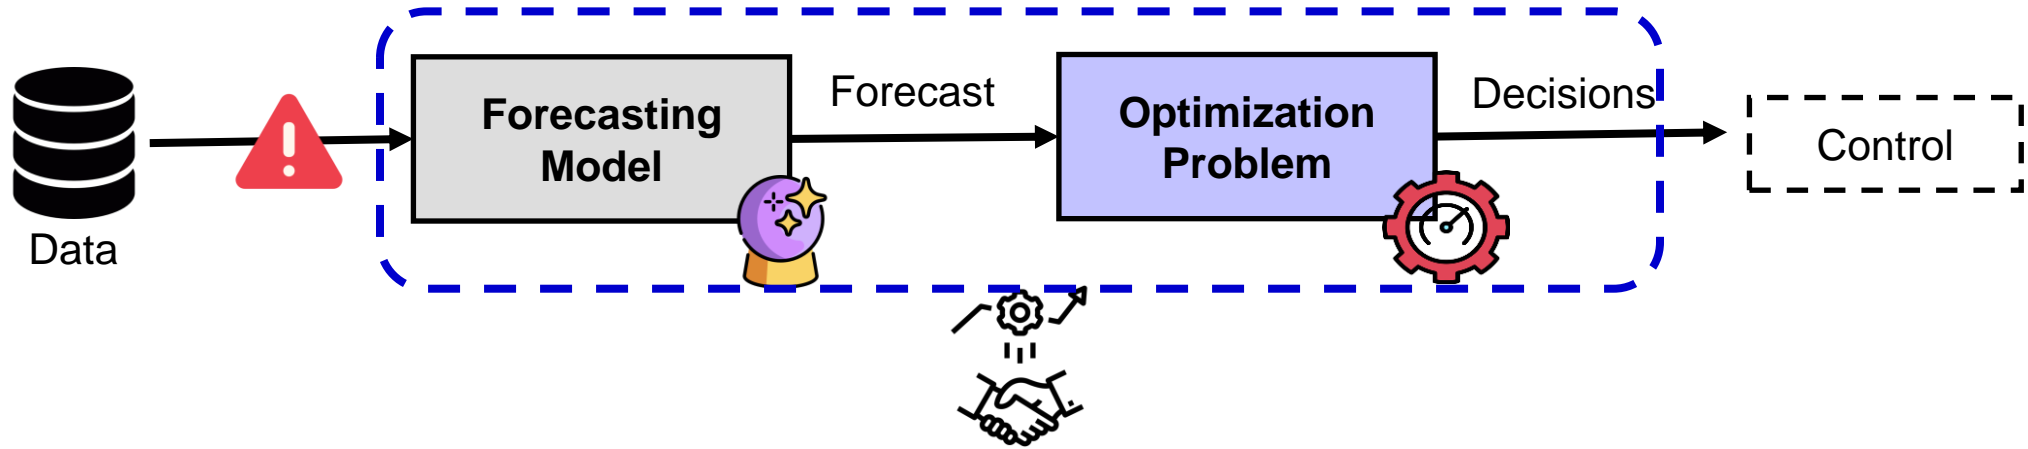 Data
Forecasting
Model
Forecast
Optimization
Problem
Decisions
Control